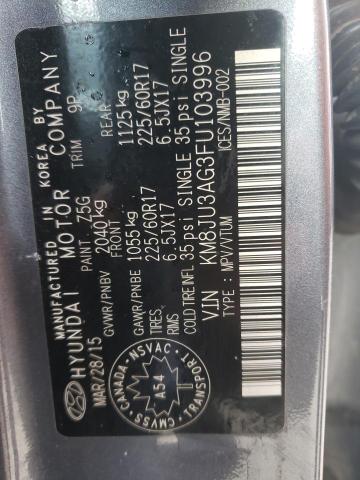 MANUFACTURED IN KOREA BY
HYUNDAI MOTOR COMPANY
MAR/28/15 PAINT Z5G TRIM 9P
GVWR/PNBV 2040kg
FRONT REAR
GAWR/PNBE 1055kg 1125kg
TIRES 225/60R17 225/60R17
RIMS 6.5JX17 6.5JX17
COLD TIRE INFL 35 psi SINGLE 35 psi SINGLE
VIN KM8JU3AG3FU103996
TYPE : MPV/VTUM ICES/NMB-002
CANADA NSVAC
TRANSPORT CMVSS
A54